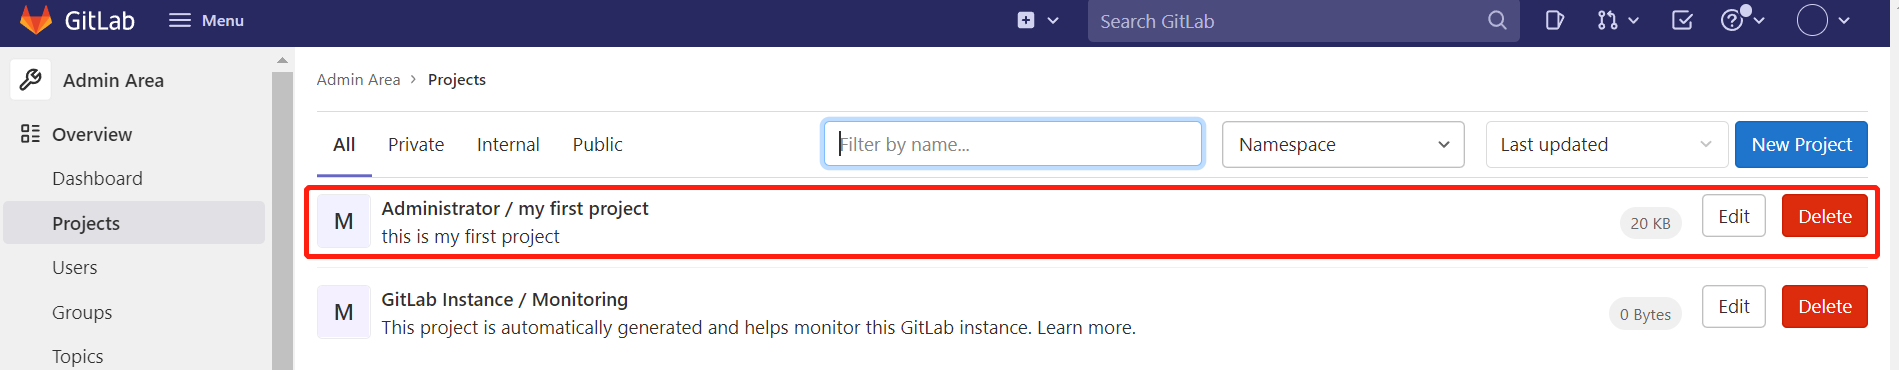 GitLab Menu Search GitLab
Admin Area
Overview
Dashboard
Projects
Users
Groups
Topics
Admin Area › Projects
All Private Internal Public Filter by name... Namespace Last updated New Project
M Administrator / my first project
this is my first project
20 KB Edit Delete
M GitLab Instance / Monitoring
This project is automatically generated and helps monitor this GitLab instance. Learn more.
0 Bytes Edit Delete